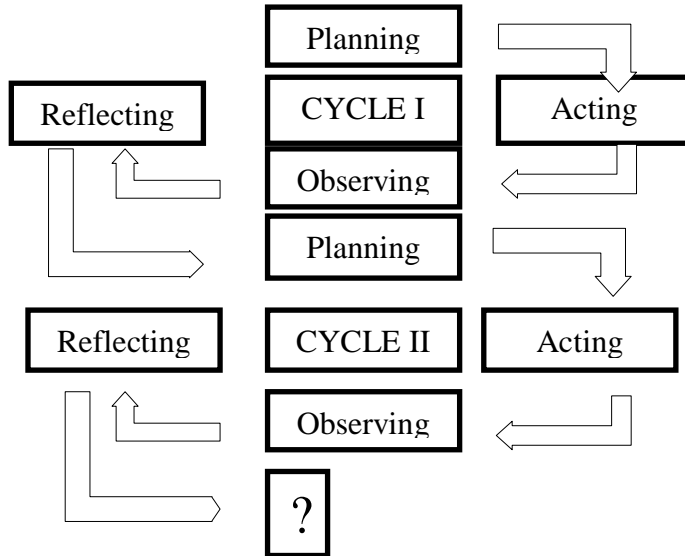 Planning
Reflecting
CYCLE I
Acting
Observing
Planning
Reflecting
CYCLE II
Acting
Observing
?